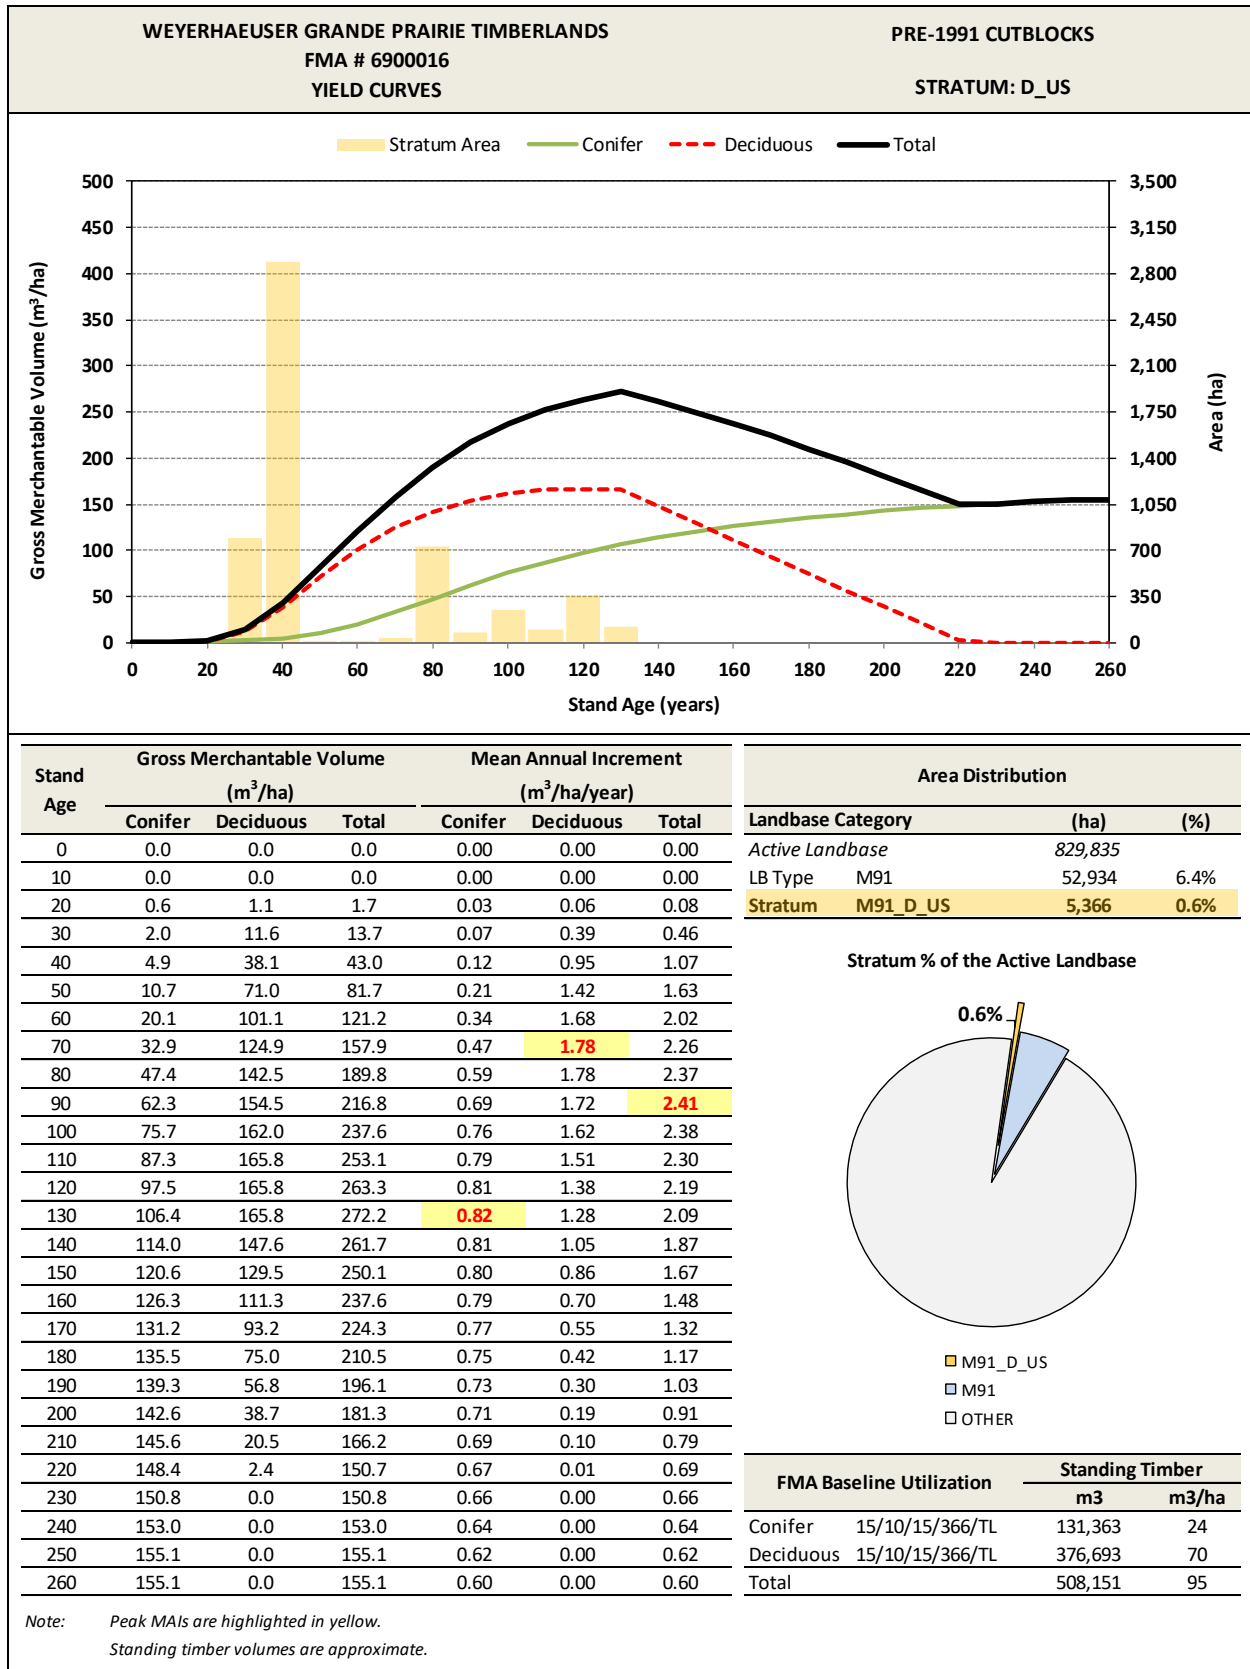 WEYERHAEUSER GRANDE PRAIRIE TIMBERLANDS
FMA # 6900016
YIELD CURVES
PRE-1991 CUTBLOCKS
STRATUM: D_US
Stratum Area Conifer Deciduous Total
Gross Merchantable Volume (m³/ha)
500
450
400
350
300
250
200
150
100
50
0
3,500
3,150
2,800
2,450
2,100
1,750
1,400
1,050
700
350
0
Area (ha)
0 20 40 60 80 100 120 140 160 180 200 220 240 260
Stand Age (years)
Stand Age Gross Merchantable Volume (m³/ha) Mean Annual Increment (m³/ha/year)
Conifer Deciduous Total Conifer Deciduous Total
0 0.0 0.0 0.0 0.00 0.00 0.00
10 0.0 0.0 0.0 0.00 0.00 0.00
20 0.6 1.1 1.7 0.03 0.06 0.08
30 2.0 11.6 13.7 0.07 0.39 0.46
40 4.9 38.1 43.0 0.12 0.95 1.07
50 10.7 71.0 81.7 0.21 1.42 1.63
60 20.1 101.1 121.2 0.34 1.68 2.02
70 32.9 124.9 157.9 0.47 1.78 2.26
80 47.4 142.5 189.8 0.59 1.78 2.37
90 62.3 154.5 216.8 0.69 1.72 2.41
100 75.7 162.0 237.6 0.76 1.62 2.38
110 87.3 165.8 253.1 0.79 1.51 2.30
120 97.5 165.8 263.3 0.81 1.38 2.19
130 106.4 165.8 272.2 0.82 1.28 2.09
140 114.0 147.6 261.7 0.81 1.05 1.87
150 120.6 129.5 250.1 0.80 0.86 1.67
160 126.3 111.3 237.6 0.79 0.70 1.48
170 131.2 93.2 224.3 0.77 0.55 1.32
180 135.5 75.0 210.5 0.75 0.42 1.17
190 139.3 56.8 196.1 0.73 0.30 1.03
200 142.6 38.7 181.3 0.71 0.19 0.91
210 145.6 20.5 166.2 0.69 0.10 0.79
220 148.4 2.4 150.7 0.67 0.01 0.69
230 150.8 0.0 150.8 0.66 0.00 0.66
240 153.0 0.0 153.0 0.64 0.00 0.64
250 155.1 0.0 155.1 0.62 0.00 0.62
260 155.1 0.0 155.1 0.60 0.00 0.60
Note: Peak MAIs are highlighted in yellow.
Standing timber volumes are approximate.
Area Distribution
Landbase Category (ha) (%)
Active Landbase 829,835
LB Type M91 52,934 6.4%
Stratum M91_D_US 5,366 0.6%
Stratum % of the Active Landbase
0.6%
M91_D_US
M91
OTHER
FMA Baseline Utilization Standing Timber
m3 m3/ha
Conifer 15/10/15/366/TL 131,363 24
Deciduous 15/10/15/366/TL 376,693 70
Total 508,151 95